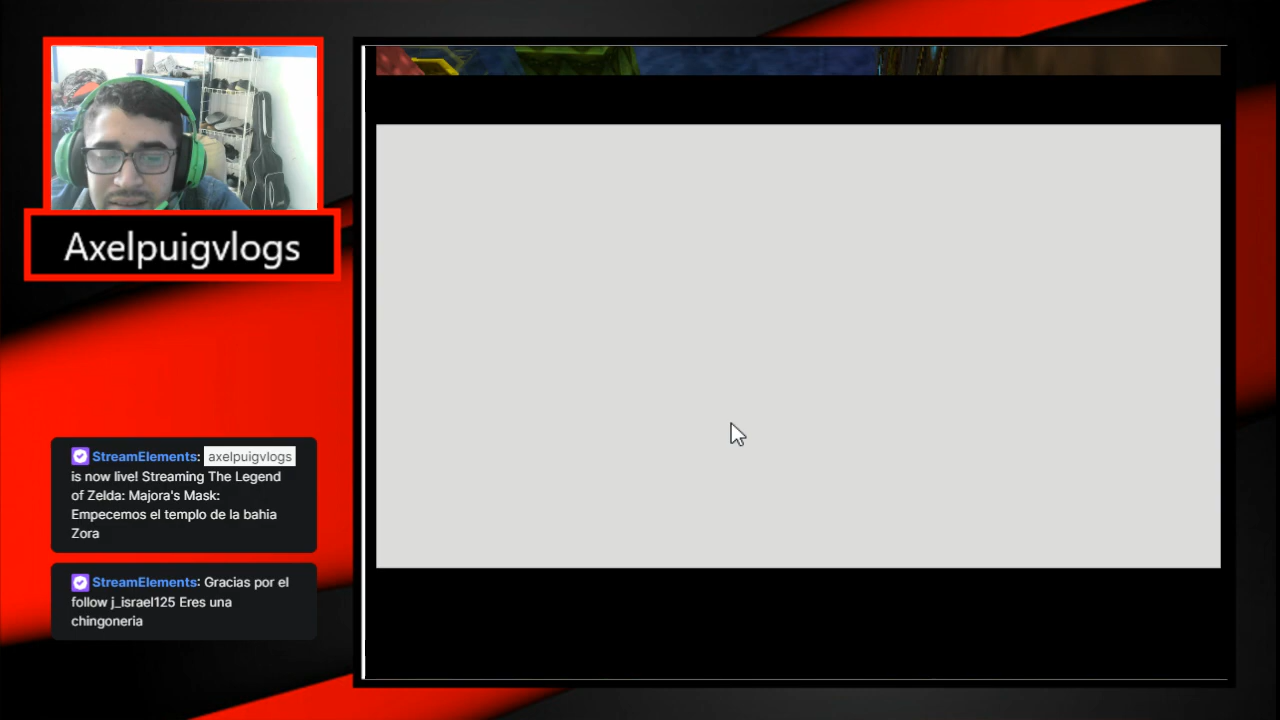 Axelpuigvlogs
StreamElements: axelpuigvlogs
is now live! Streaming The Legend
of Zelda: Majora's Mask:
Empecemos el templo de la bahia
Zora
StreamElements: Gracias por el
follow j_israel125 Eres una
chingoneria